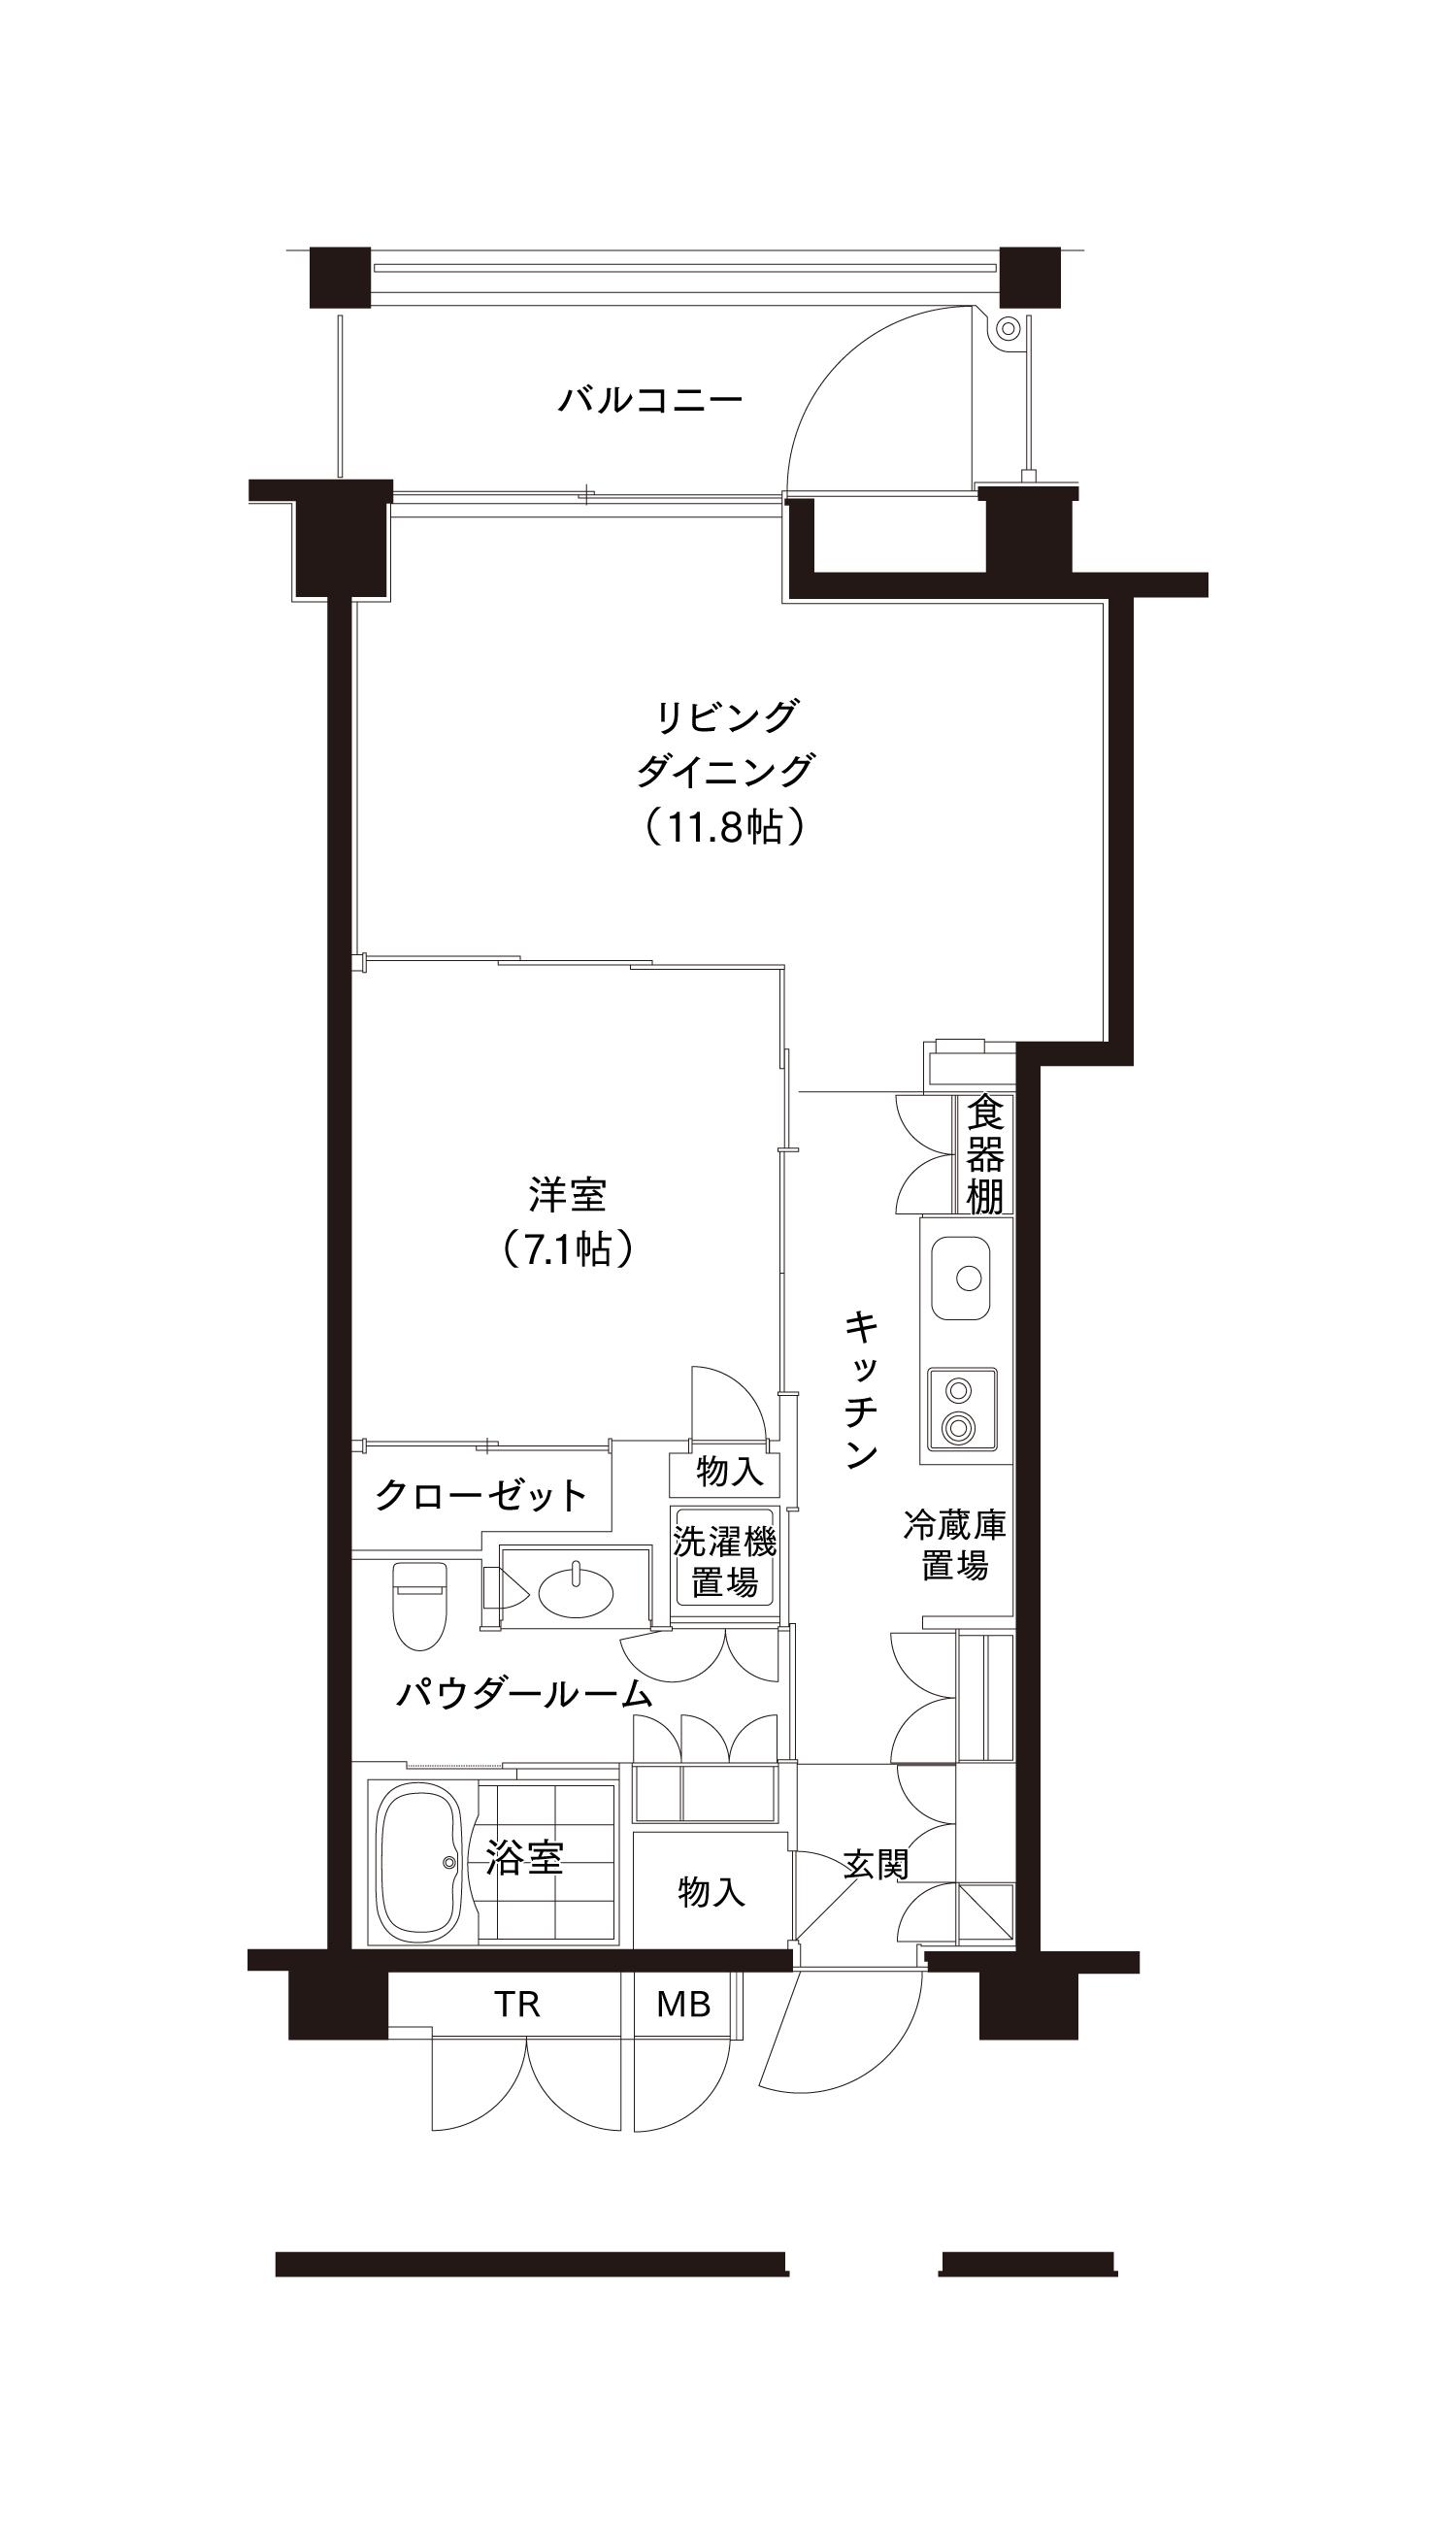 バルコニー
リビング
ダイニング
（11.8帖）
食器棚
洋室
（7.1帖）
キッチン
物入
クローゼット
冷蔵庫
置場
洗濯機
置場
パウダールーム
浴室
玄関
物入
TR
MB